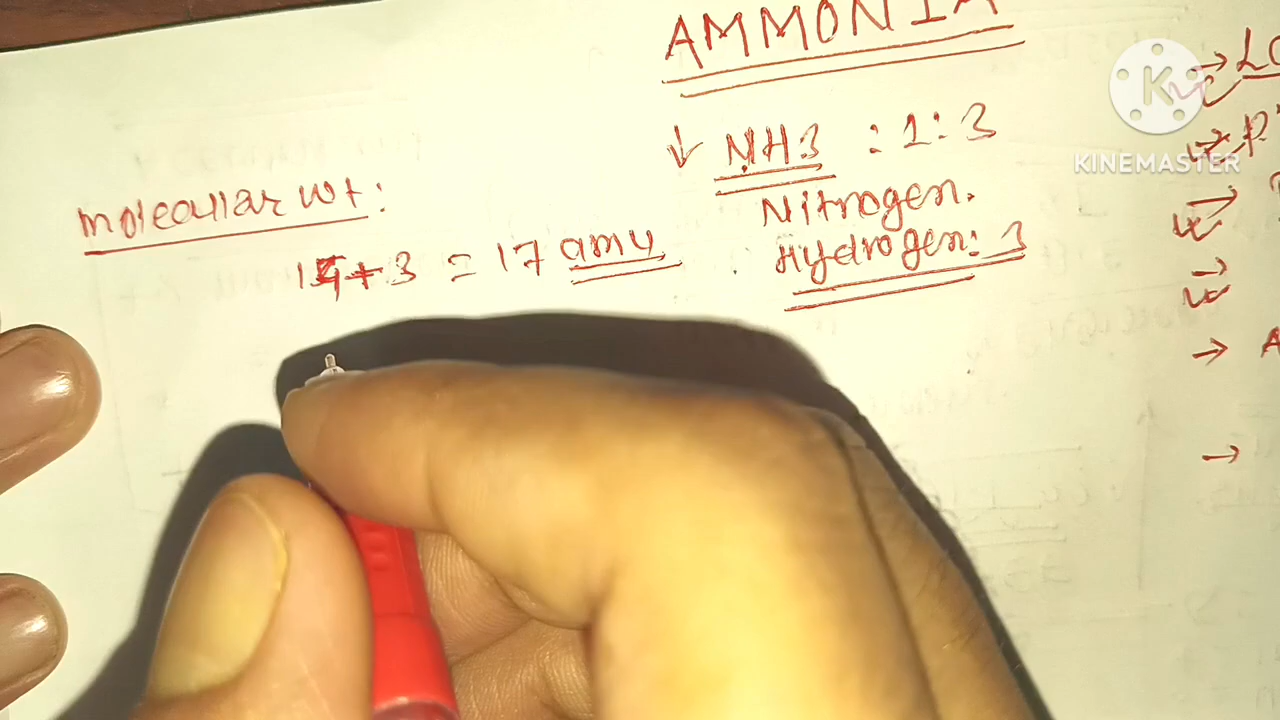 AMMONIA
NH3 : 1 : 3
Nitrogen.
Hydrogen: 3
molecular wt:
14+3 = 17 amu
KINEMASTER